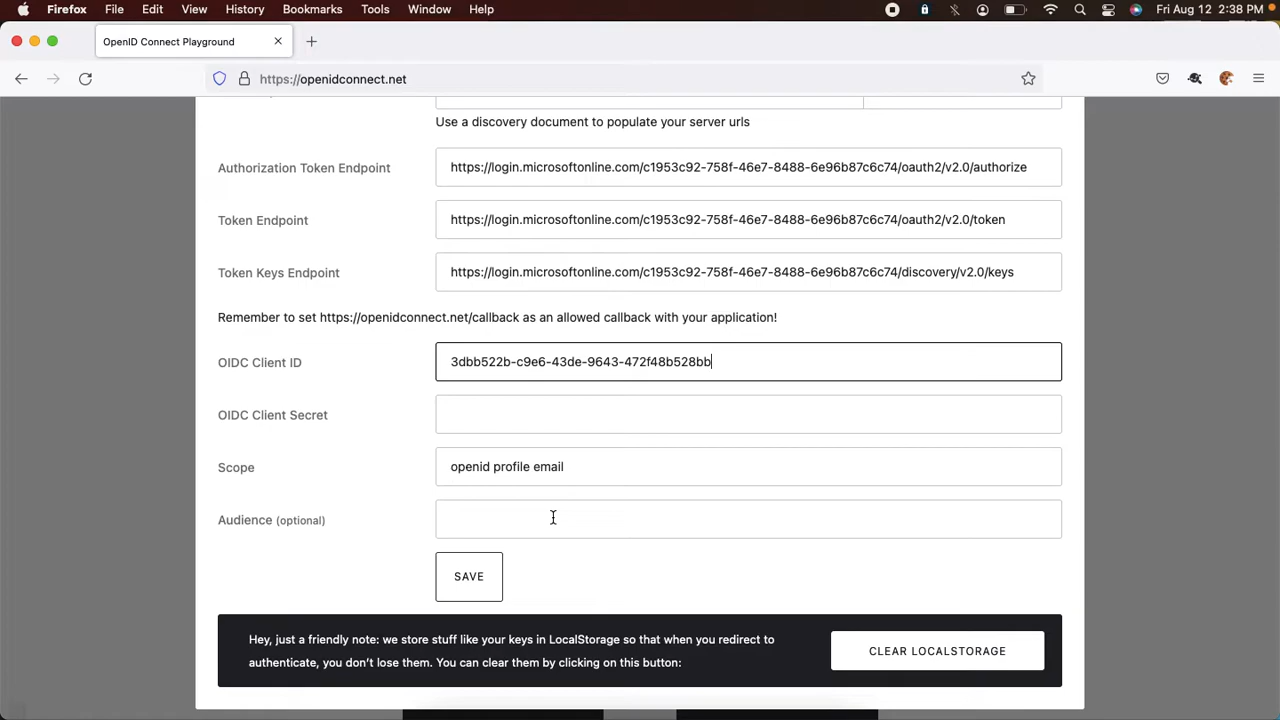 Firefox File Edit View History Bookmarks Tools Window Help Fri Aug 12 2:38 PM
OpenID Connect Playground
https://openidconnect.net
Use a discovery document to populate your server urls
Authorization Token Endpoint https://login.microsoftonline.com/c1953c92-758f-46e7-8488-6e96b87c6c74/oauth2/v2.0/authorize
Token Endpoint https://login.microsoftonline.com/c1953c92-758f-46e7-8488-6e96b87c6c74/oauth2/v2.0/token
Token Keys Endpoint https://login.microsoftonline.com/c1953c92-758f-46e7-8488-6e96b87c6c74/discovery/v2.0/keys
Remember to set https://openidconnect.net/callback as an allowed callback with your application!
OIDC Client ID 3dbb522b-c9e6-43de-9643-472f48b528bb
OIDC Client Secret
Scope openid profile email
Audience (optional)
SAVE
Hey, just a friendly note: we store stuff like your keys in LocalStorage so that when you redirect to
authenticate, you don't lose them. You can clear them by clicking on this button:
CLEAR LOCALSTORAGE